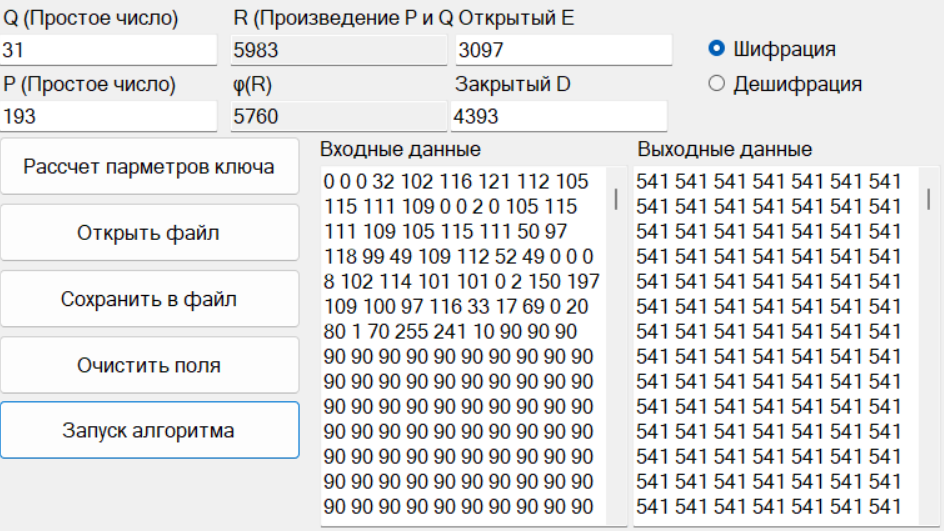 Q (Простое число)
R (Произведение P и Q
Открытый E
31
5983
3097
P (Простое число)
φ(R)
Закрытый D
193
5760
4393
Шифрация
Дешифрация
Рассчет парметров ключа
Открыть файл
Сохранить в файл
Очистить поля
Запуск алгоритма
Входные данные
0 0 0 32 102 116 121 112 105
115 111 109 0 0 2 0 105 115
111 109 105 115 111 50 97
118 99 49 109 112 52 49 0 0 0
8 102 114 101 101 0 2 150 197
109 100 97 116 33 17 69 0 20
80 1 70 255 241 10 90 90 90
90 90 90 90 90 90 90 90 90 90
90 90 90 90 90 90 90 90 90 90
90 90 90 90 90 90 90 90 90 90
90 90 90 90 90 90 90 90 90 90
90 90 90 90 90 90 90 90 90 90
90 90 90 90 90 90 90 90 90 90
90 90 90 90 90 90 90 90 90 90
Выходные данные
541 541 541 541 541 541 541
541 541 541 541 541 541 541
541 541 541 541 541 541 541
541 541 541 541 541 541 541
541 541 541 541 541 541 541
541 541 541 541 541 541 541
541 541 541 541 541 541 541
541 541 541 541 541 541 541
541 541 541 541 541 541 541
541 541 541 541 541 541 541
541 541 541 541 541 541 541
541 541 541 541 541 541 541
541 541 541 541 541 541 541
541 541 541 541 541 541 541